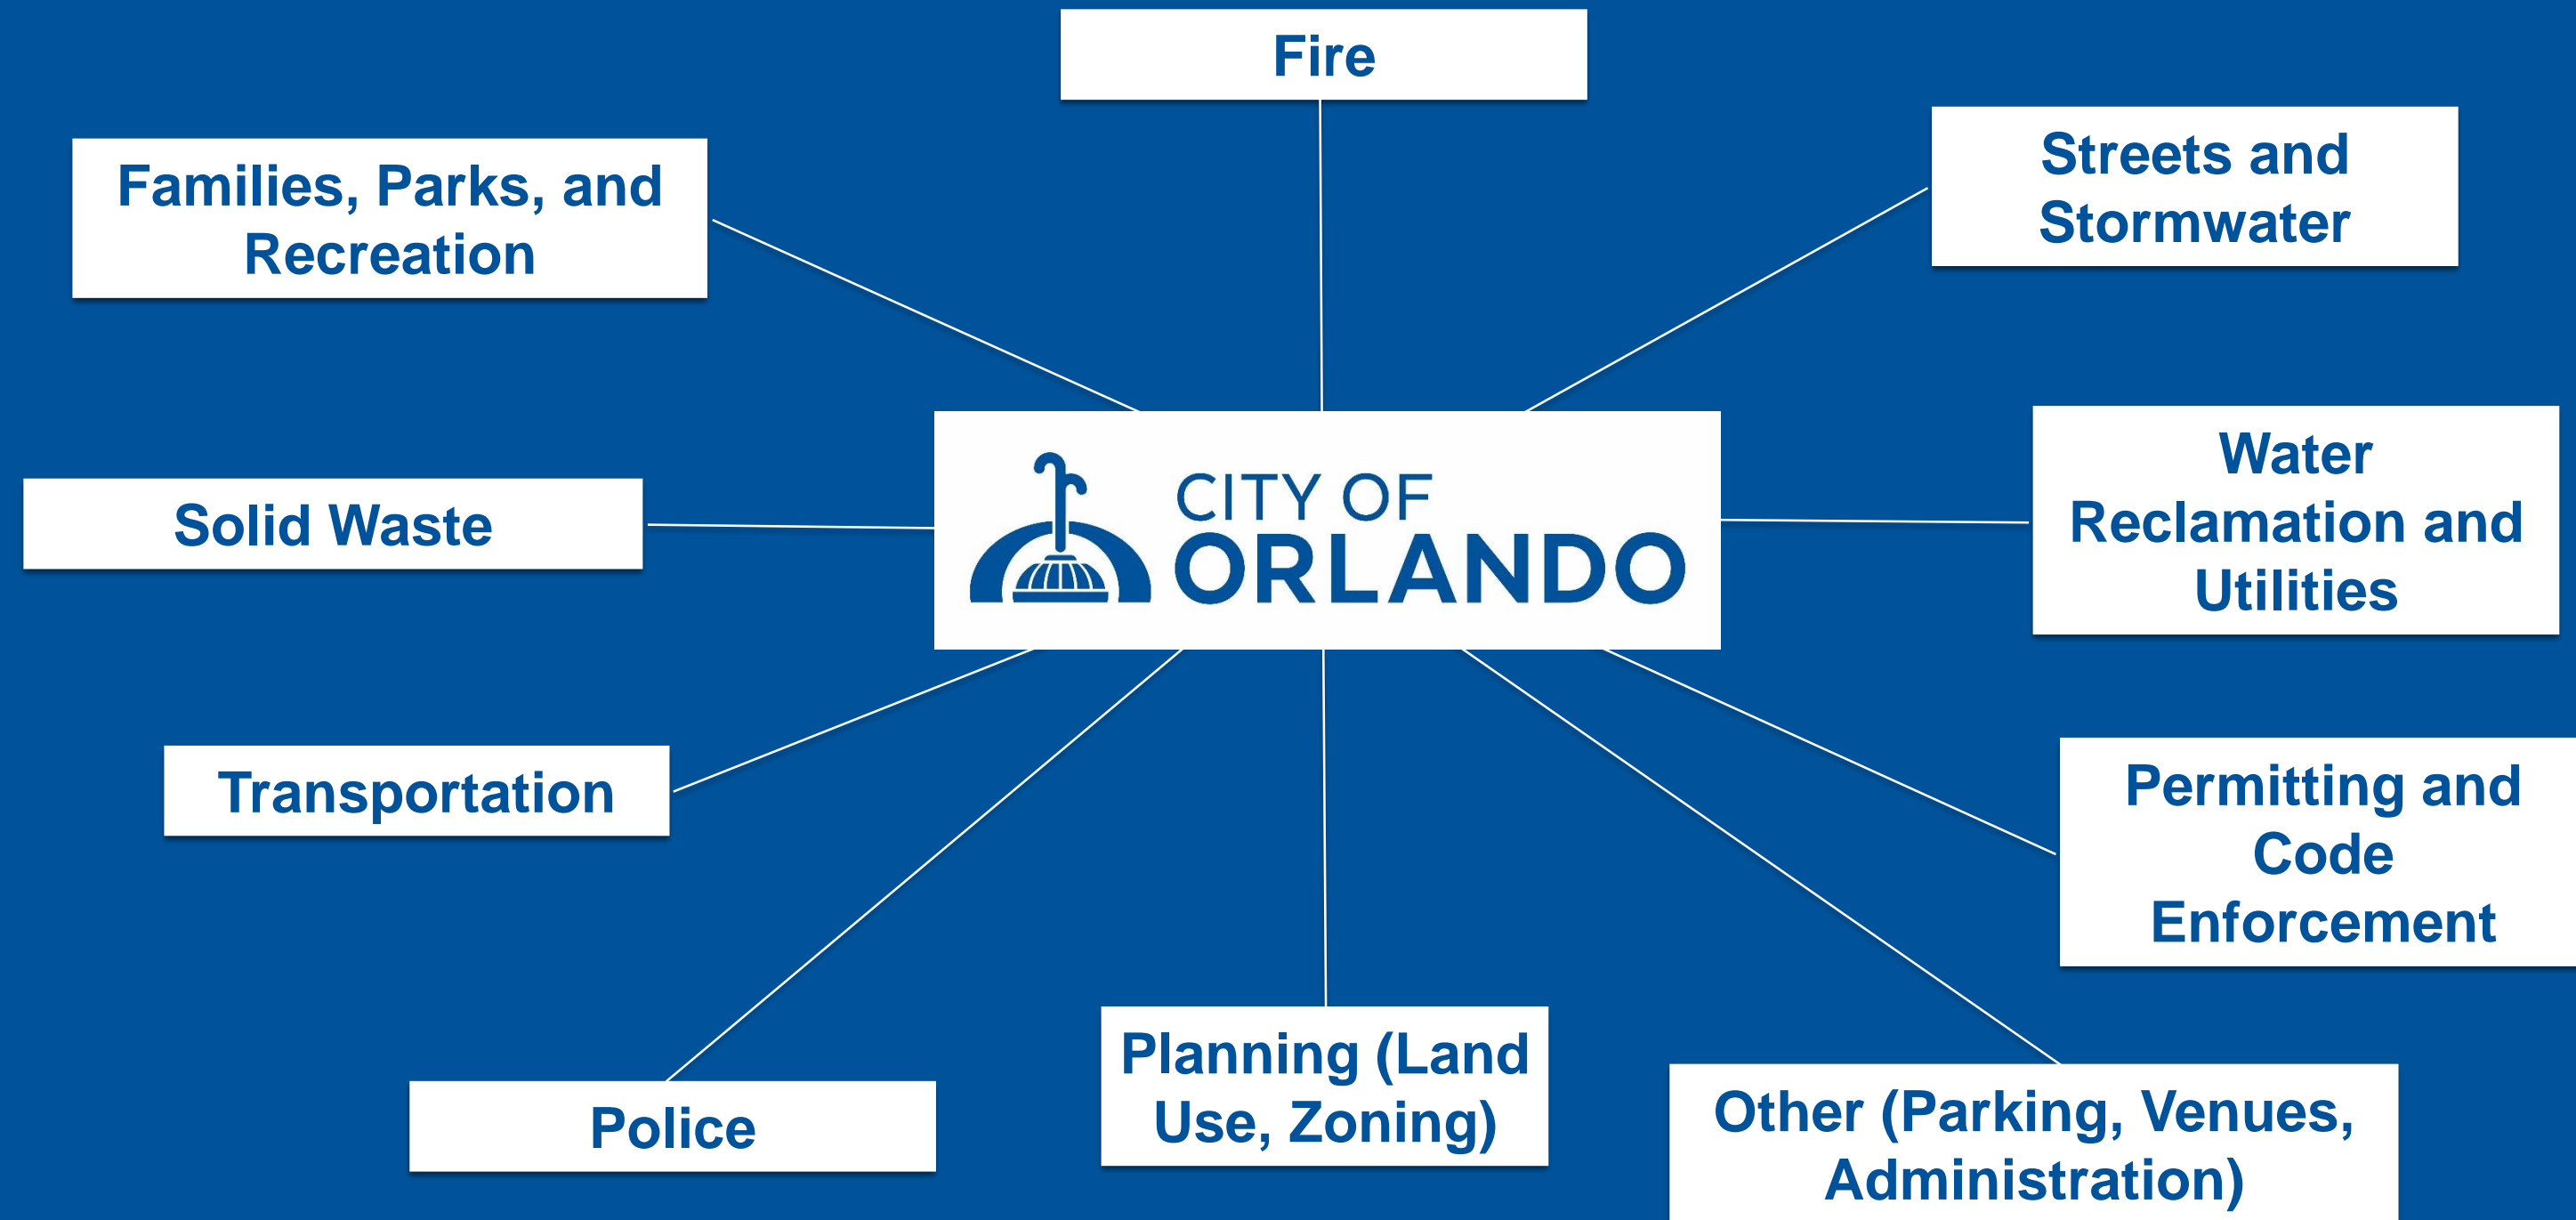 Fire
Families, Parks, and
Recreation
Streets and
Stormwater
Solid Waste
CITY OF
ORLANDO
Water
Reclamation and
Utilities
Transportation
Permitting and
Code
Enforcement
Police
Planning (Land
Use, Zoning)
Other (Parking, Venues,
Administration)